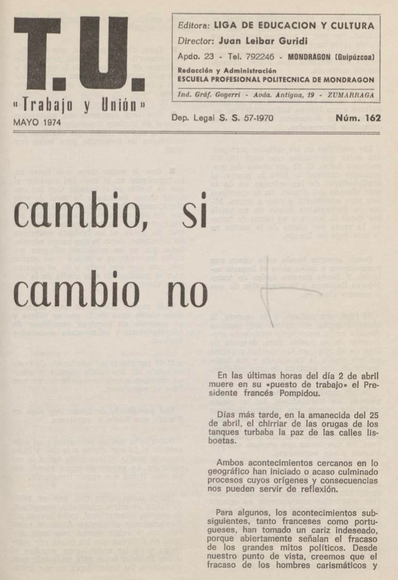 T.U.
«Trabajo y Unión»
MAYO 1974
Editora: LIGA DE EDUCACION Y CULTURA
Director: Juan Leibar Guridi
Apdo. 23 - Tel. 792246 - MONDRAGON (Guipúzcoa)
Redacción y Administración
ESCUELA PROFESIONAL POLITECNICA DE MONDRAGON
Ind. Gráf. Gogerri - Avda. Antigua, 19 - ZUMARRAGA
Dep. Legal S. S. 57-1970
Núm. 162
cambio, si
cambio no
En las últimas horas del día 2 de abril
muere en su «puesto de trabajo» el Pre-
sidente francés Pompidou.
Días más tarde, en la amanecida del 25
de abril, el chirriar de las orugas de los
tanques turbaba la paz de las calles lis-
boetas.
Ambos acontecimientos cercanos en lo
geográfico han iniciado o acaso culminado
procesos cuyos orígenes y consecuencias
nos pueden servir de reflexión.
Para algunos, los acontecimientos sub-
siguientes, tanto franceses como portu-
gueses, han tomado un cariz indeseado,
porque abiertamente señalan el fracaso
de los grandes mitos políticos. Desde
nuestro punto de vista, creemos que el
fracaso de los hombres carismáticos y